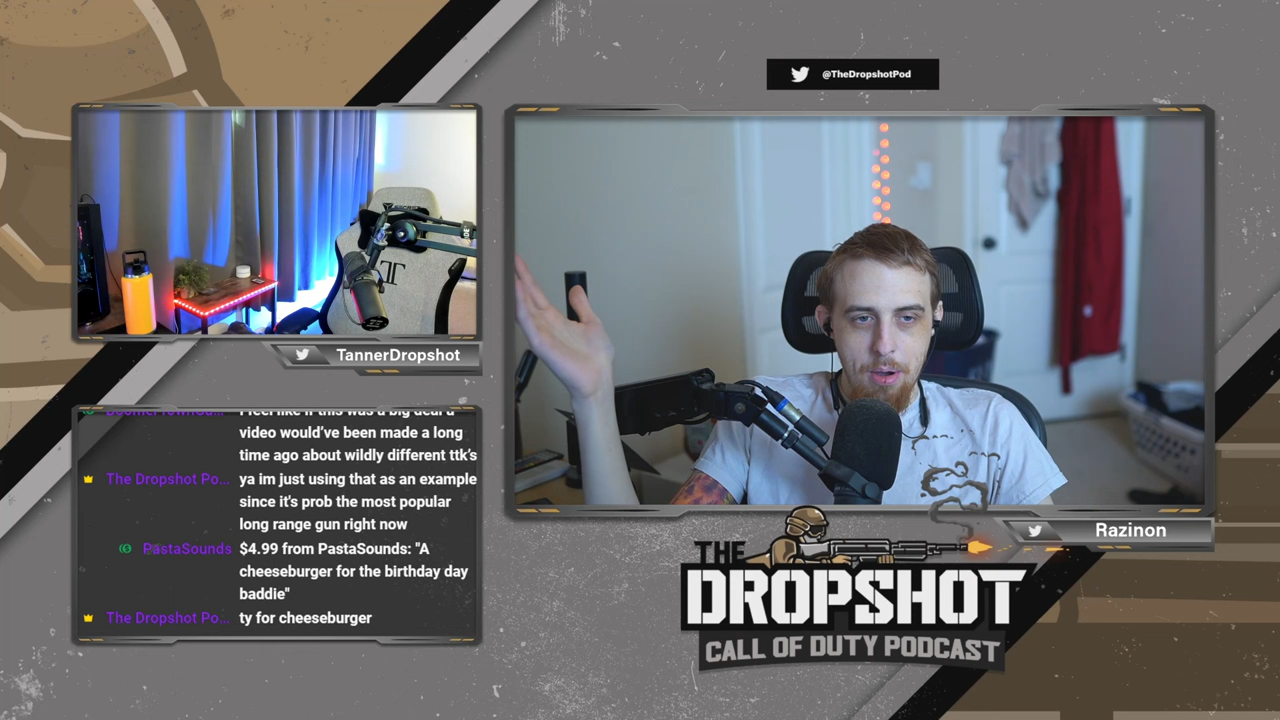 @TheDropshotPod
TannerDropshot
I feel like if this was a big deal a
video would've been made a long
time ago about wildly different ttk's
The Dropshot Po... ya im just using that as an example
since it's prob the most popular
long range gun right now
PastaSounds $4.99 from PastaSounds: "A
cheeseburger for the birthday day
baddie"
The Dropshot Po... ty for cheeseburger
Razinon
THE
DROPSHOT
CALL OF DUTY PODCAST